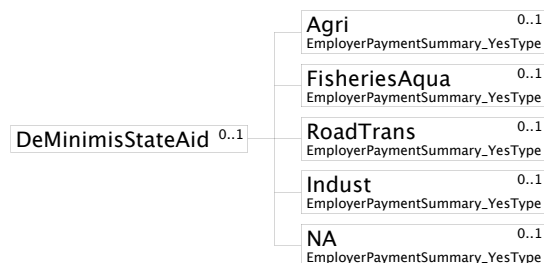 Agri 0..1
EmployerPaymentSummary_YesType
FisheriesAqua 0..1
EmployerPaymentSummary_YesType
DeMinimisStateAid 0..1
RoadTrans 0..1
EmployerPaymentSummary_YesType
Indust 0..1
EmployerPaymentSummary_YesType
NA 0..1
EmployerPaymentSummary_YesType